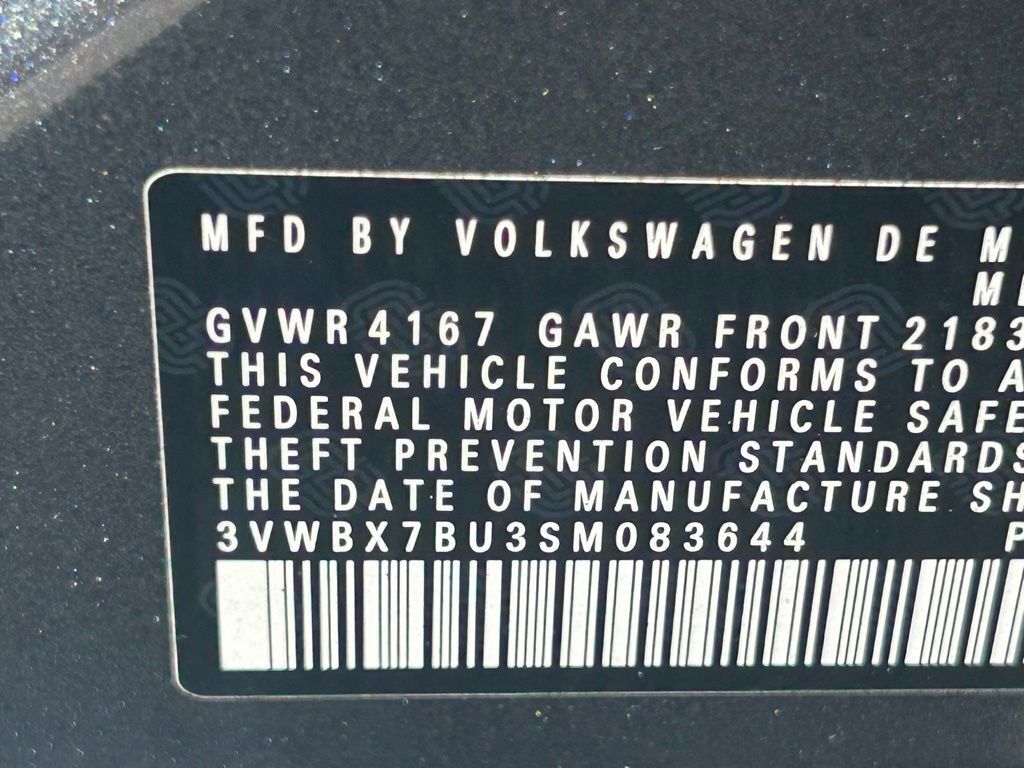 MFD BY VOLKSWAGEN DE M
GVWR 4167 GAWR FRONT 2183
THIS VEHICLE CONFORMS TO A
FEDERAL MOTOR VEHICLE SAFE
THEFT PREVENTION STANDARDS
THE DATE OF MANUFACTURE SH
3VWBX7BU3SM083644 P